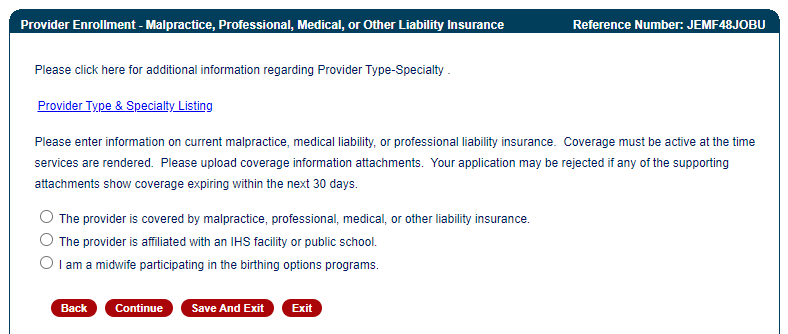 Provider Enrollment - Malpractice, Professional, Medical, or Other Liability Insurance Reference Number: JEMF48JOBU
Please click here for additional information regarding Provider Type-Specialty .
Provider Type & Specialty Listing
Please enter information on current malpractice, medical liability, or professional liability insurance.  Coverage must be active at the time
services are rendered.  Please upload coverage information attachments.  Your application may be rejected if any of the supporting
attachments show coverage expiring within the next 30 days.
The provider is covered by malpractice, professional, medical, or other liability insurance.
The provider is affiliated with an IHS facility or public school.
I am a midwife participating in the birthing options programs.
Back Continue Save And Exit Exit